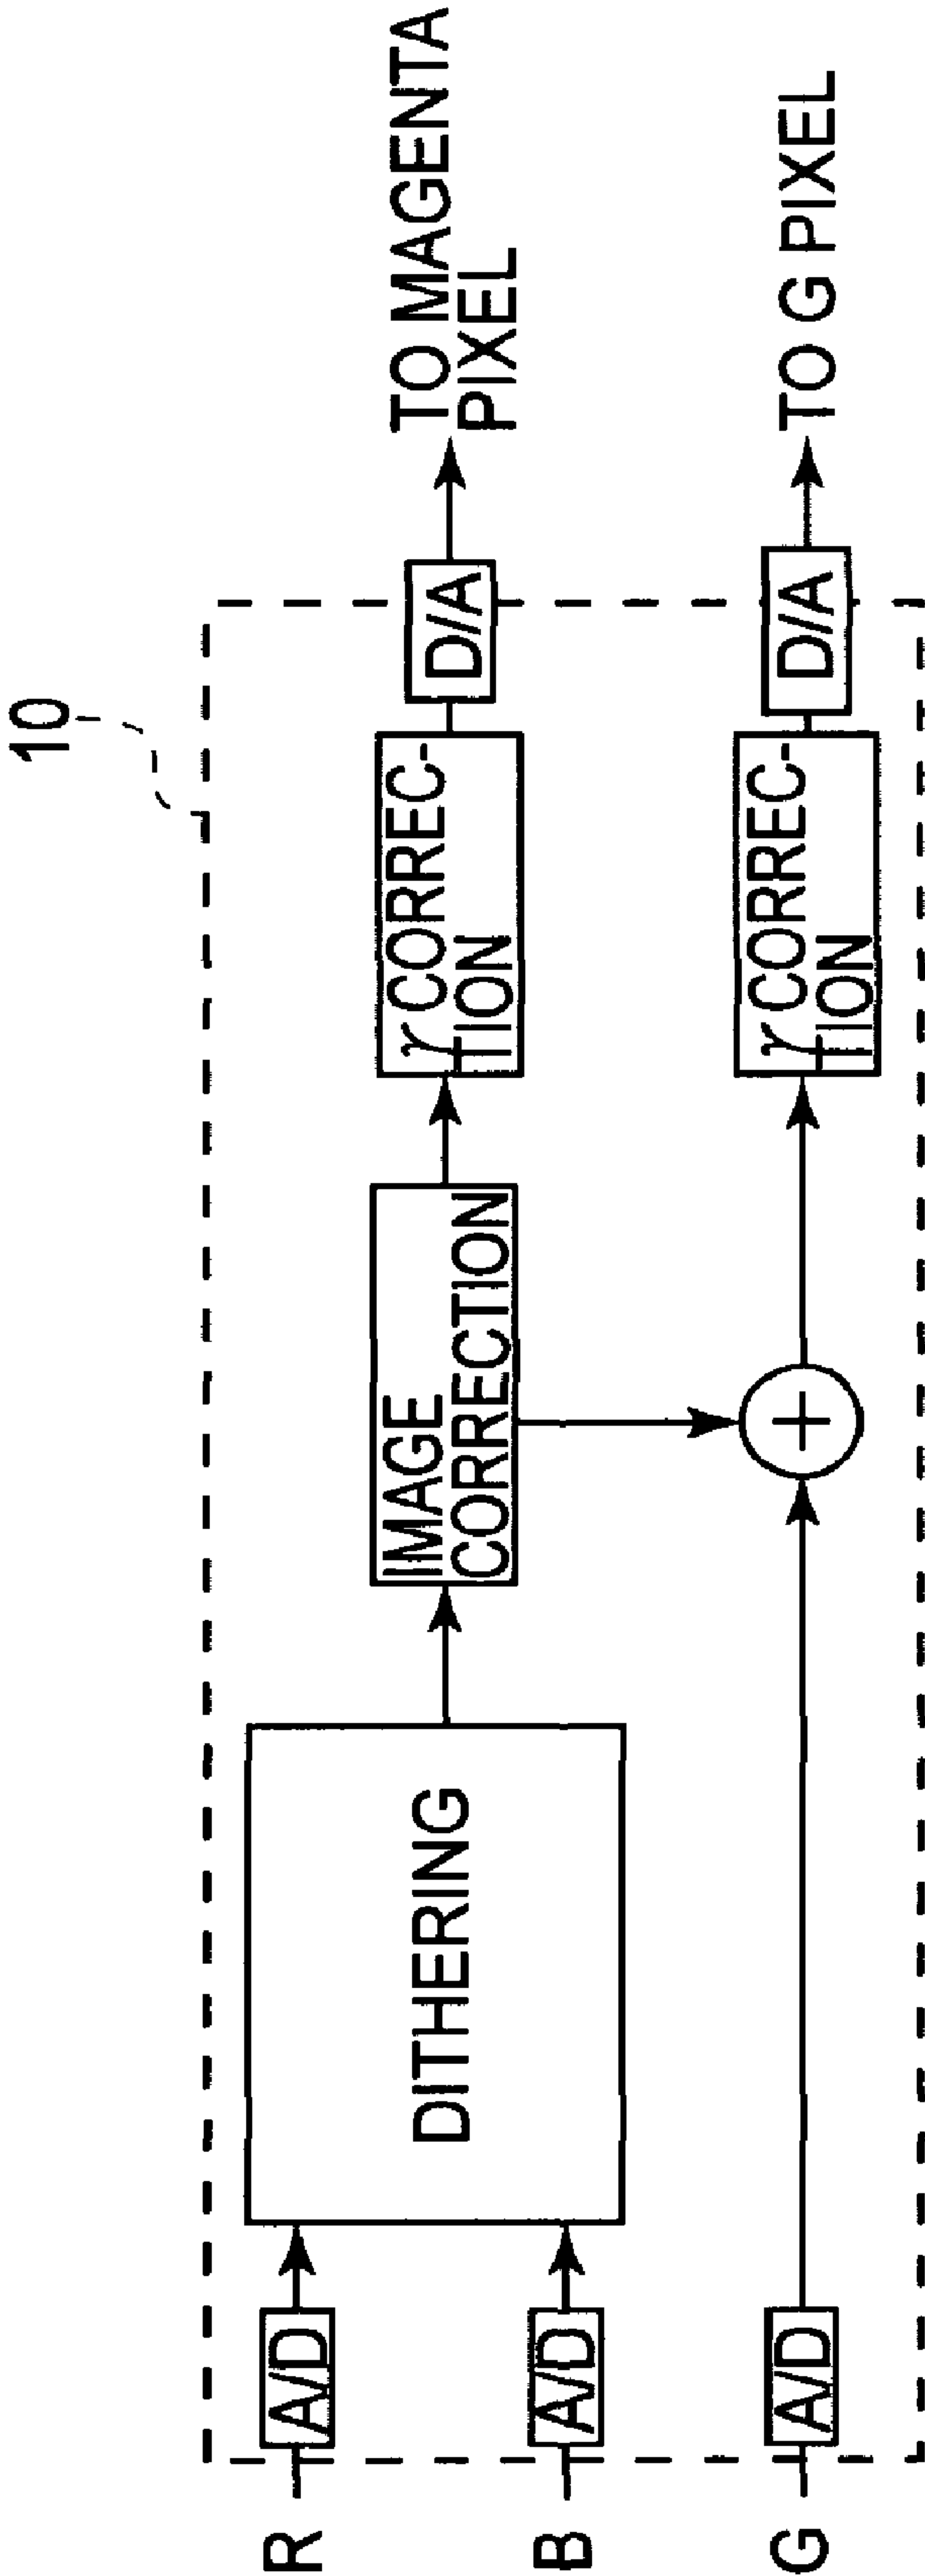 10
R
A/D
B
A/D
G
A/D
DITHERING
IMAGE
CORRECTION
+
γ CORREC-
TION
γ CORREC-
TION
D/A
D/A
TO MAGENTA
PIXEL
TO G PIXEL